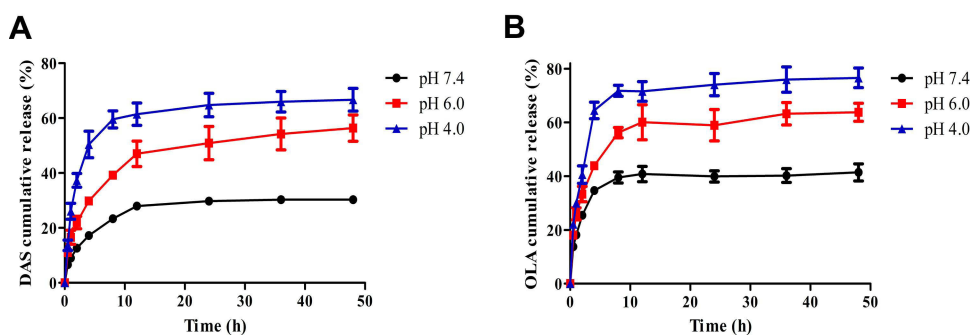 A
DAS cumulative release (%)
80
60
40
20
0
0 10 20 30 40 50
Time (h)
pH 7.4
pH 6.0
pH 4.0
B
OLA cumulative release (%)
80
60
40
20
0
0 10 20 30 40 50
Time (h)
pH 7.4
pH 6.0
pH 4.0